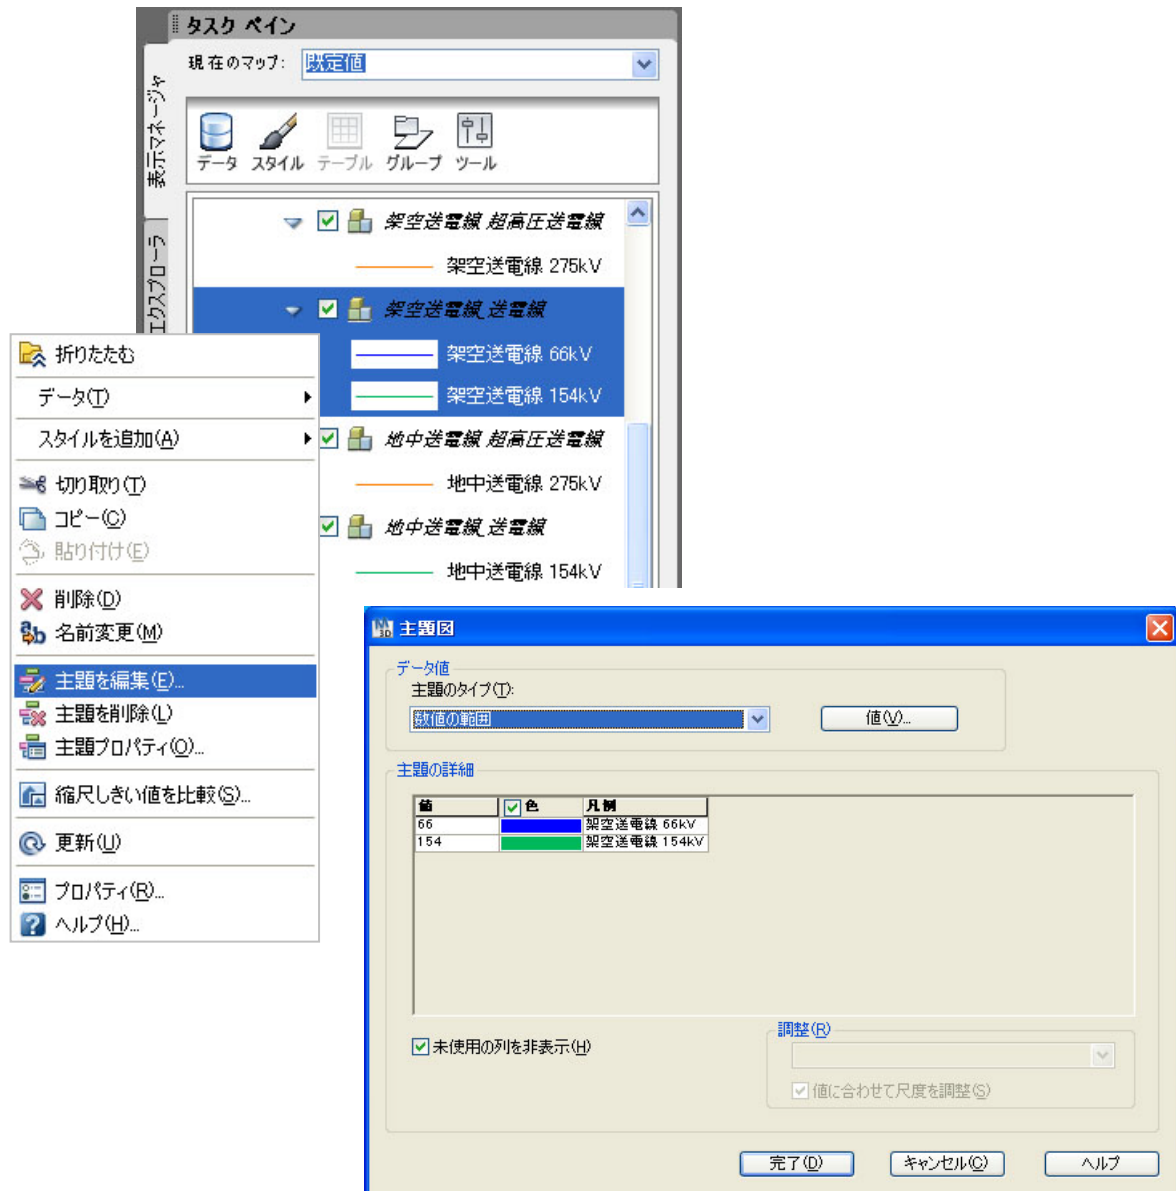 タスク ペイン
現在のマップ: 既定値
表示マネージャ
エクスプローラ
データ スタイル テーブル グループ ツール
架空送電線 超高圧送電線
架空送電線 275kV
架空送電線_送電線
架空送電線 66kV
架空送電線 154kV
地中送電線 超高圧送電線
地中送電線 275kV
地中送電線_送電線
地中送電線 154kV
折りたたむ
データ(T)
スタイルを追加(A)
切り取り(T)
コピー(C)
貼り付け(E)
削除(D)
名前変更(M)
主題を編集(E)...
主題を削除(L)
主題プロパティ(O)...
縮尺しきい値を比較(S)...
更新(U)
プロパティ(R)...
ヘルプ(H)...
主題図
データ値
主題のタイプ(T):
数値の範囲
値(V)...
主題の詳細
値 色 凡例
66 架空送電線 66kV
154 架空送電線 154kV
未使用の列を非表示(H)
調整(R)
値に合わせて尺度を調整(S)
完了(D) キャンセル(C) ヘルプ